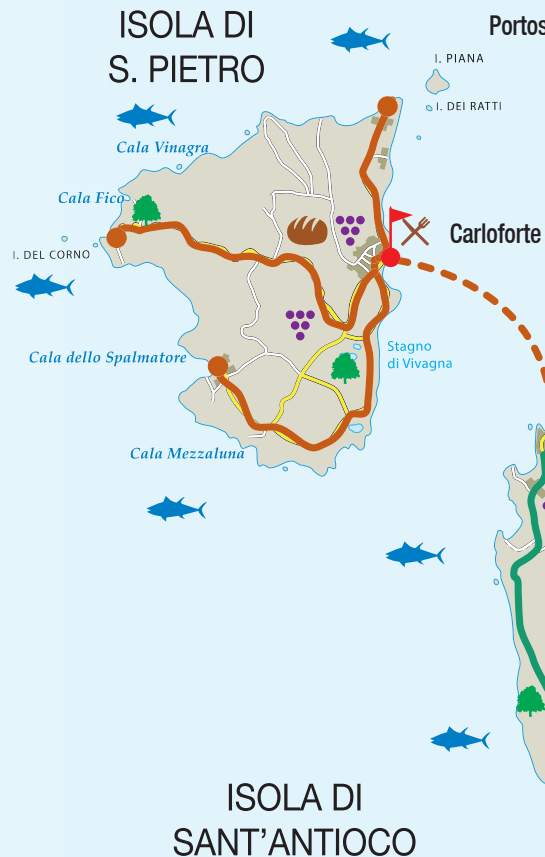 ISOLA DI
S. PIETRO
Portos
I. PIANA
I. DEI RATTI
Cala Vinagra
Cala Fico
Carloforte
I. DEL CORNO
Stagno
di Vivagna
Cala dello Spalmatore
Cala Mezzaluna
ISOLA DI
SANT'ANTIOCO